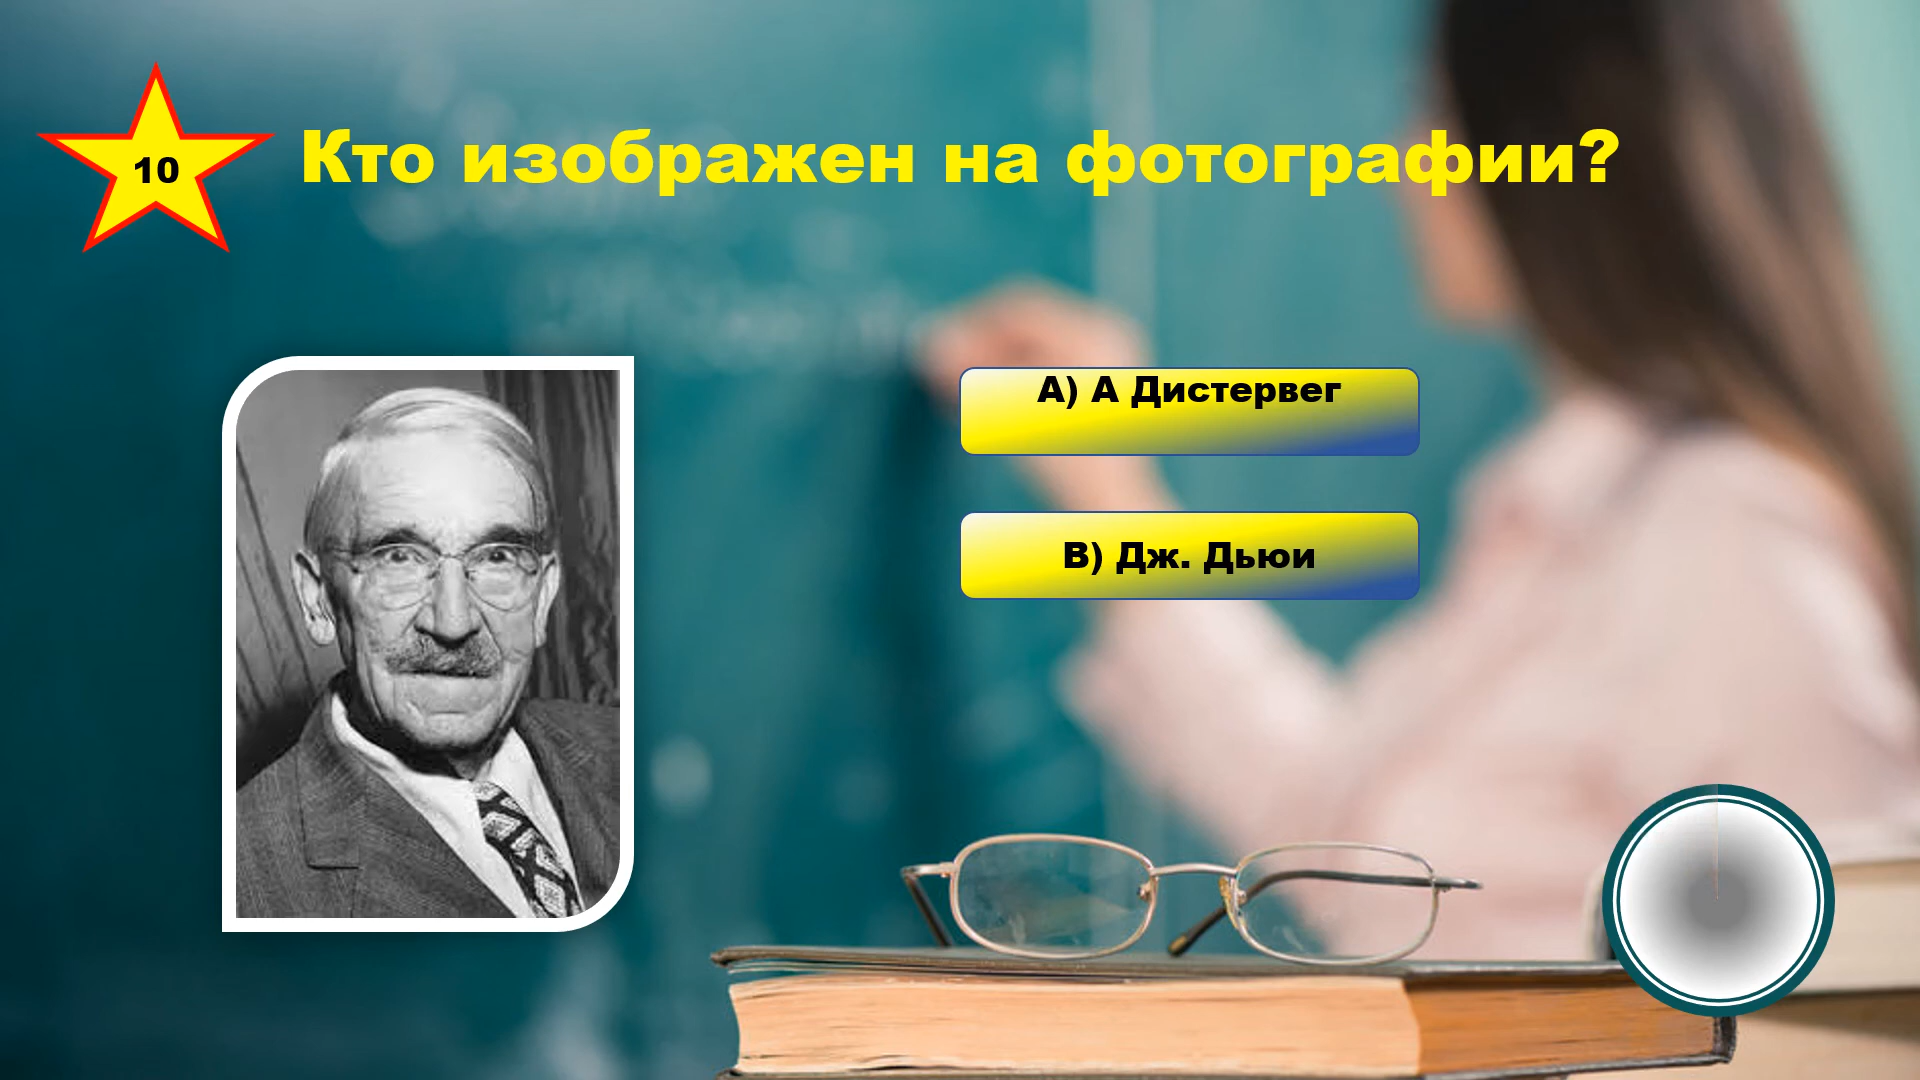 10
Кто изображен на фотографии?
А) А Дистервег
В) Дж. Дьюи